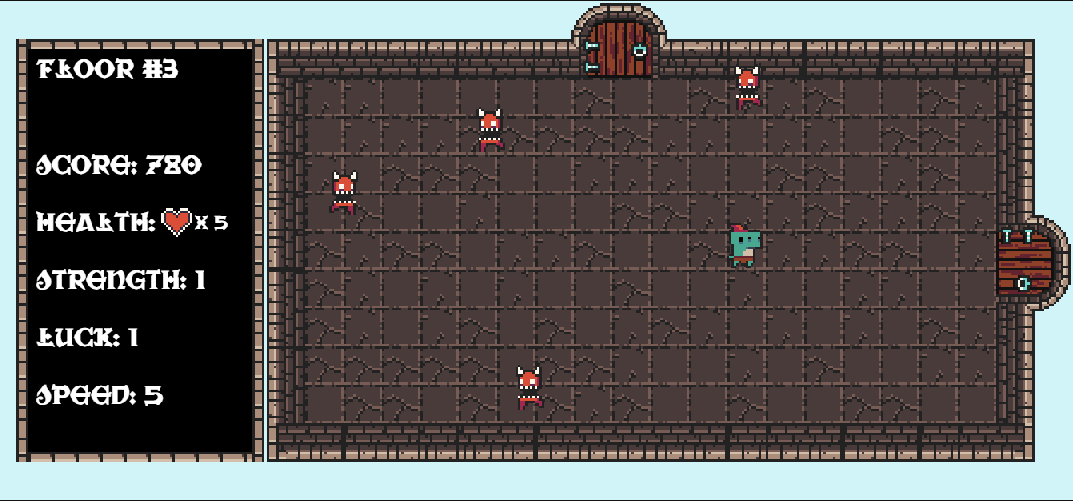 FLOOR #3
SCORE: 780
HEALTH: X 5
STRENGTH: 1
LUCK: 1
SPEED: 5